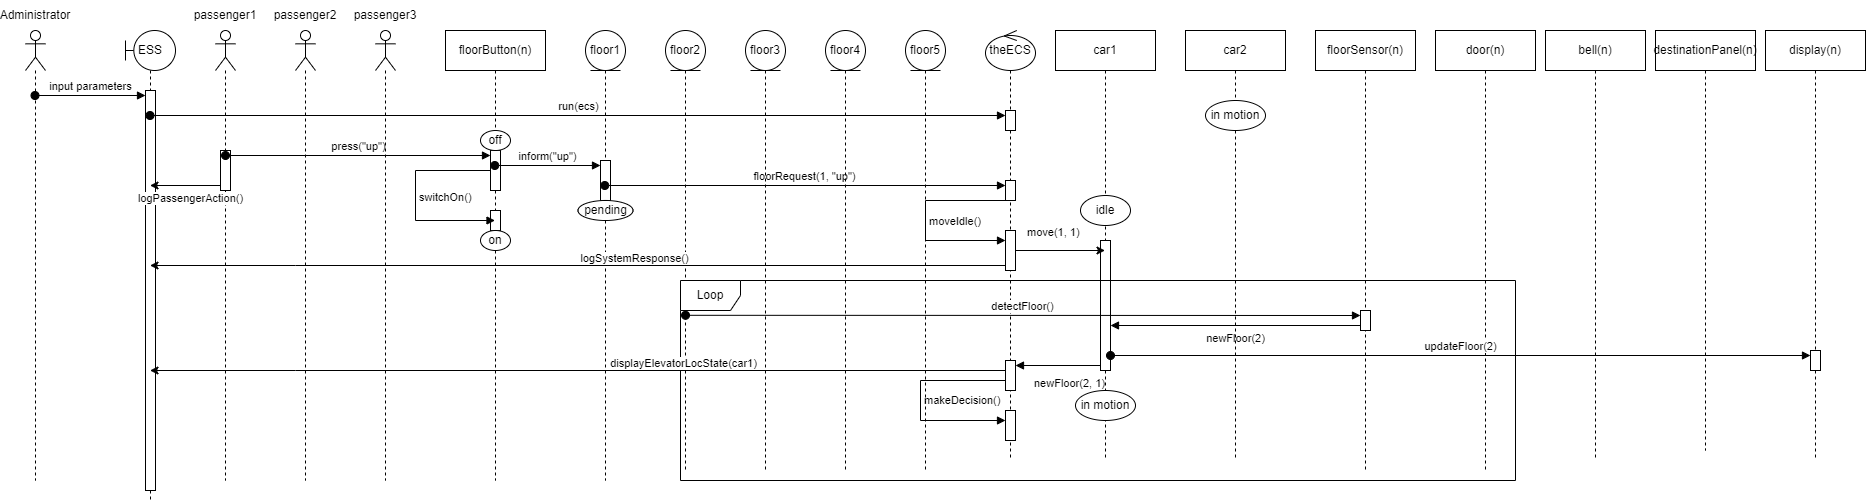 Administrator
passenger1
passenger2
passenger3
ESS
floorButton(n)
floor1
floor2
floor3
floor4
floor5
theECS
car1
car2
floorSensor(n)
door(n)
bell(n)
destinationPanel(n)
display(n)
input parameters
run(ecs)
in motion
off
press("up")
inform("up")
floorRequest(1, "up")
logPassengerAction()
switchOn()
pending
idle
moveIdle()
move(1, 1)
on
logSystemResponse()
Loop
detectFloor()
newFloor(2)
updateFloor(2)
displayElevatorLocState(car1)
newFloor(2, 1)
makeDecision()
in motion